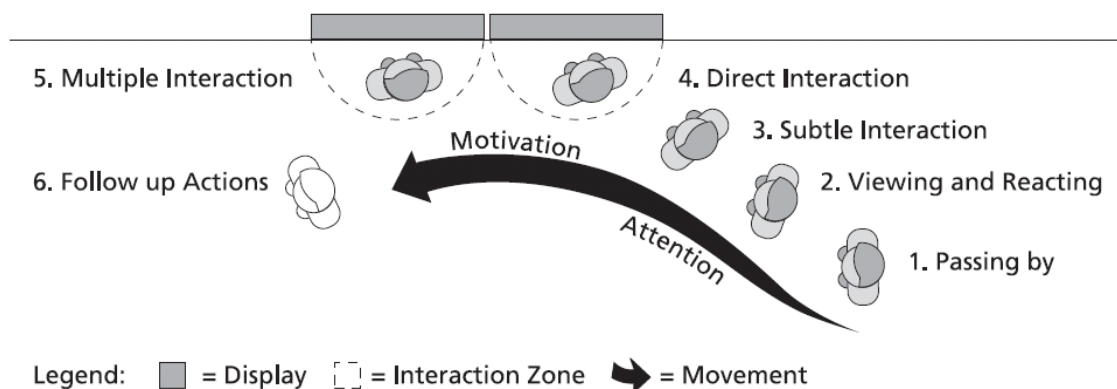 5. Multiple Interaction
4. Direct Interaction
3. Subtle Interaction
Motivation
6. Follow up Actions
2. Viewing and Reacting
Attention
1. Passing by
Legend: = Display = Interaction Zone = Movement